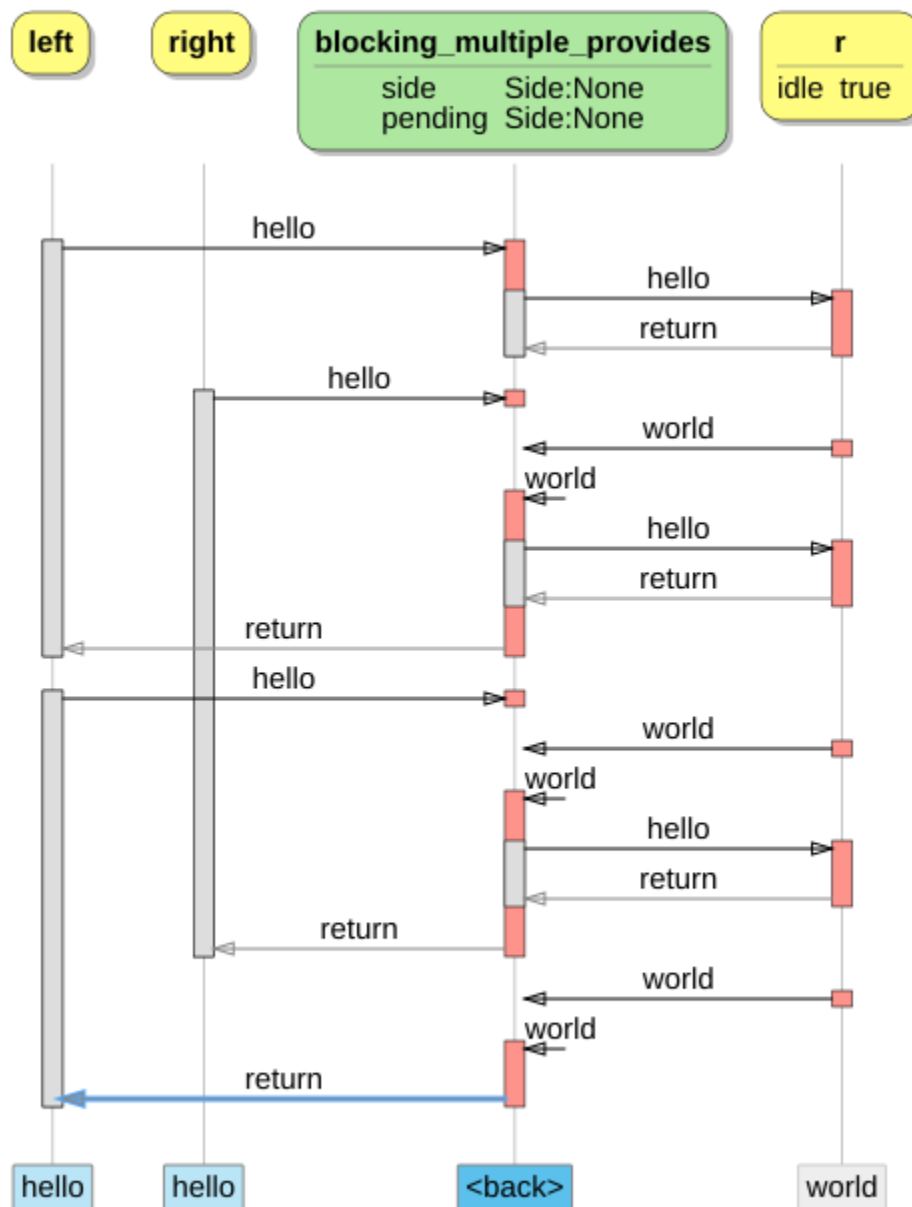 left
right
blocking_multiple_provides
r
side Side:None
idle true
pending Side:None
hello
hello
return
hello
world
world
hello
return
return
hello
world
world
hello
return
return
world
world
return
hello
hello
<back>
world